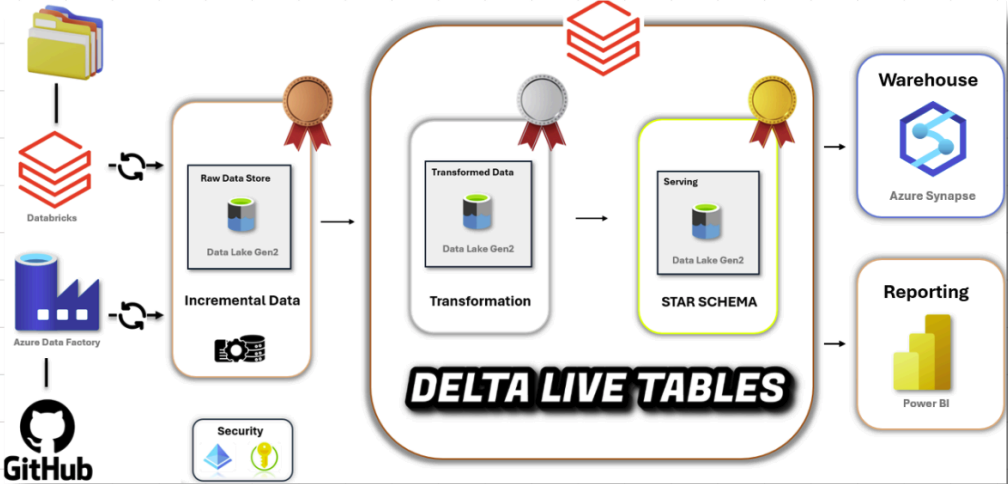 Databricks
Azure Data Factory
GitHub
Raw Data Store
Data Lake Gen2
Incremental Data
Security
Transformed Data
Data Lake Gen2
Transformation
Serving
Data Lake Gen2
STAR SCHEMA
DELTA LIVE TABLES
Warehouse
Azure Synapse
Reporting
Power BI